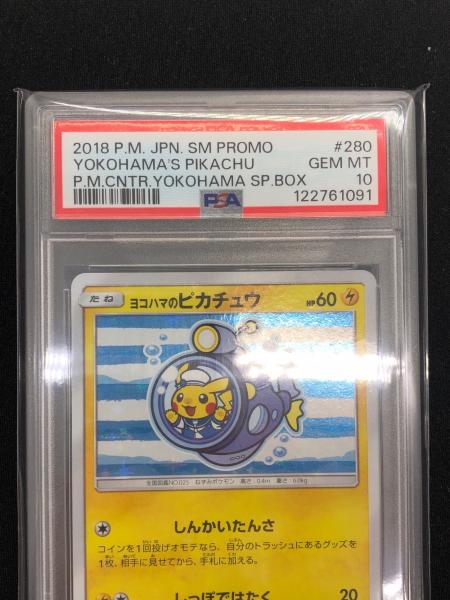 2018 P.M. JPN. SM PROMO #280
YOKOHAMA'S PIKACHU GEM MT
P.M.CNTR.YOKOHAMA SP.BOX 10
PSA 122761091
たね ヨコハマのピカチュウ HP60
全国図鑑NO.025 ねずみポケモン 高さ:0.4m 重さ:6.0kg
しんかいたんさ
コインを1回投げオモテなら、自分のトラッシュにあるグッズを
1枚、相手に見せてから、手札に加える。
しっぽではたく 20